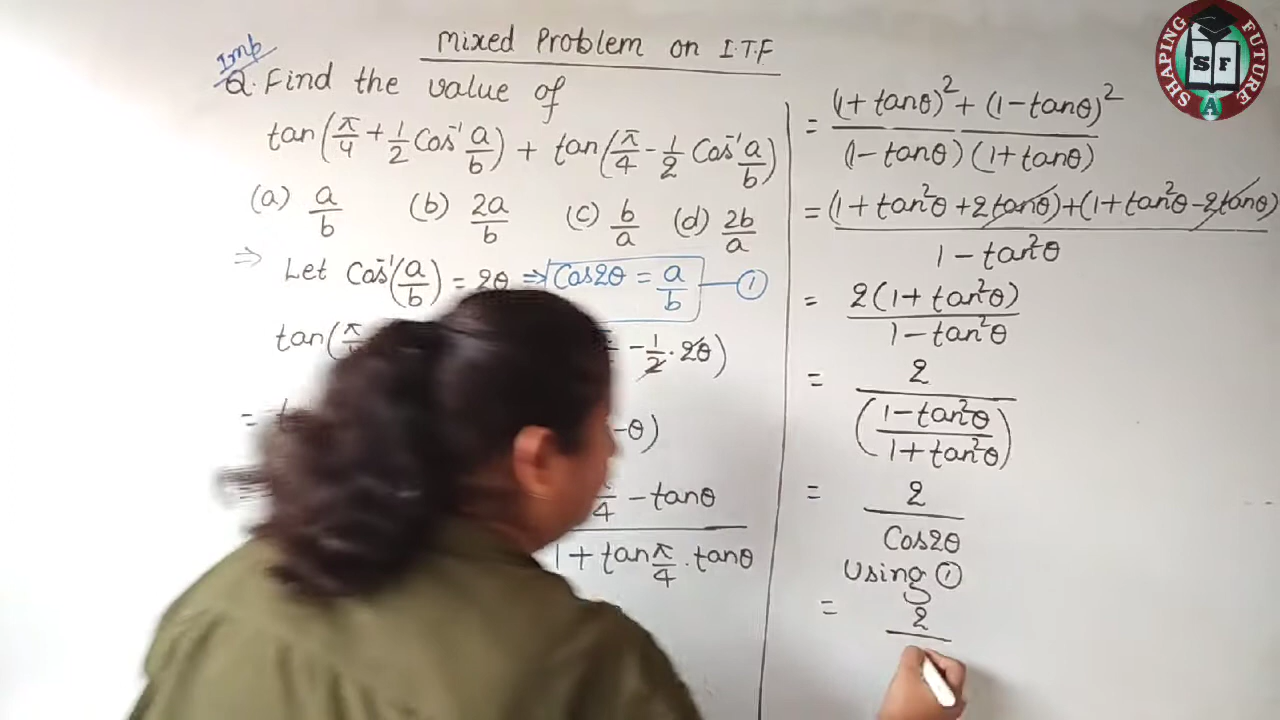 Mixed Problem on I.T.F
Imp
Q. Find the value of
tan(π/4 + 1/2 Cos⁻¹ a/b) + tan(π/4 - 1/2 Cos⁻¹ a/b)
(a) a/b (b) 2a/b (c) b/a (d) 2b/a
⇒ Let Cos⁻¹(a/b) = 2θ ⇒ Cos2θ = a/b — ①
tan(π - 1/2 · 2θ)
= -θ)
/4 - tanθ
1 + tan π/4 . tanθ
= (1 + tanθ)² + (1 - tanθ)² / (1 - tanθ)(1 + tanθ)
= (1 + tan²θ + 2tanθ) + (1 + tan²θ - 2tanθ) / 1 - tan²θ
= 2(1 + tan²θ) / 1 - tan²θ
= 2 / (1 - tan²θ / 1 + tan²θ)
= 2 / Cos2θ
Using ①
= 2
SHAPING FUTURE
S F
A